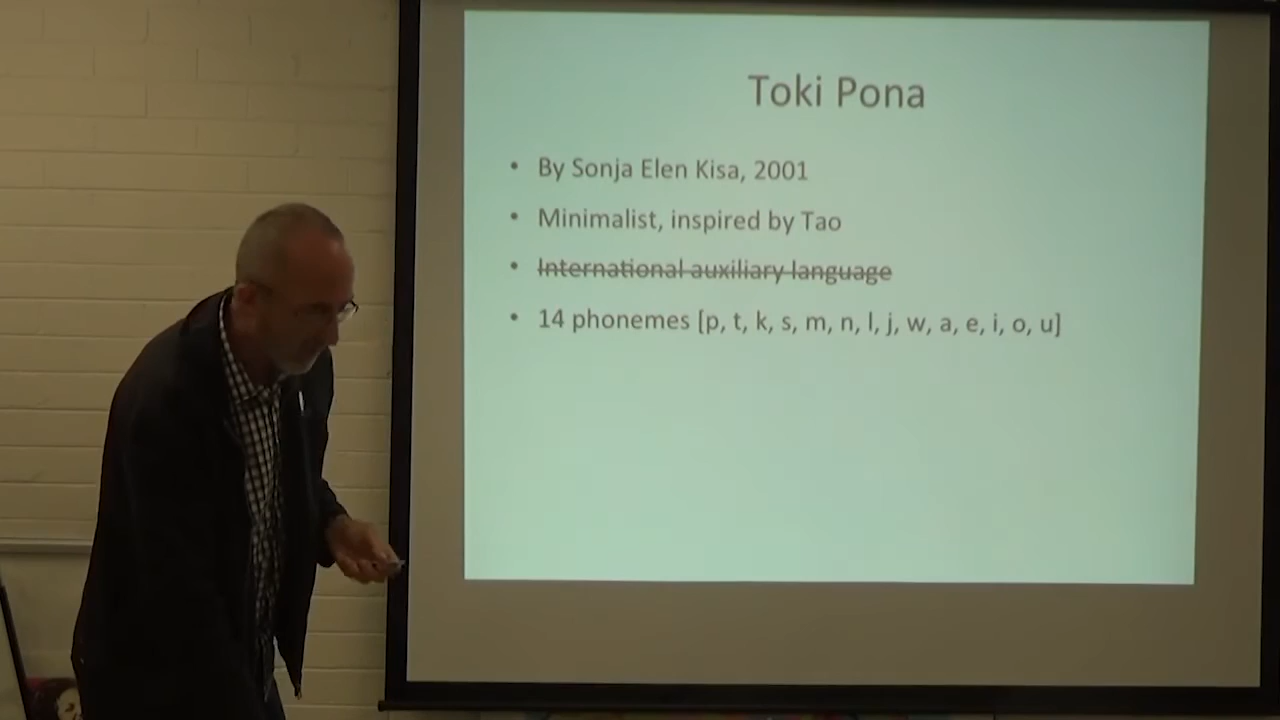 Toki Pona
• By Sonja Elen Kisa, 2001
• Minimalist, inspired by Tao
• International auxiliary language
• 14 phonemes [p, t, k, s, m, n, l, j, w, a, e, i, o, u]